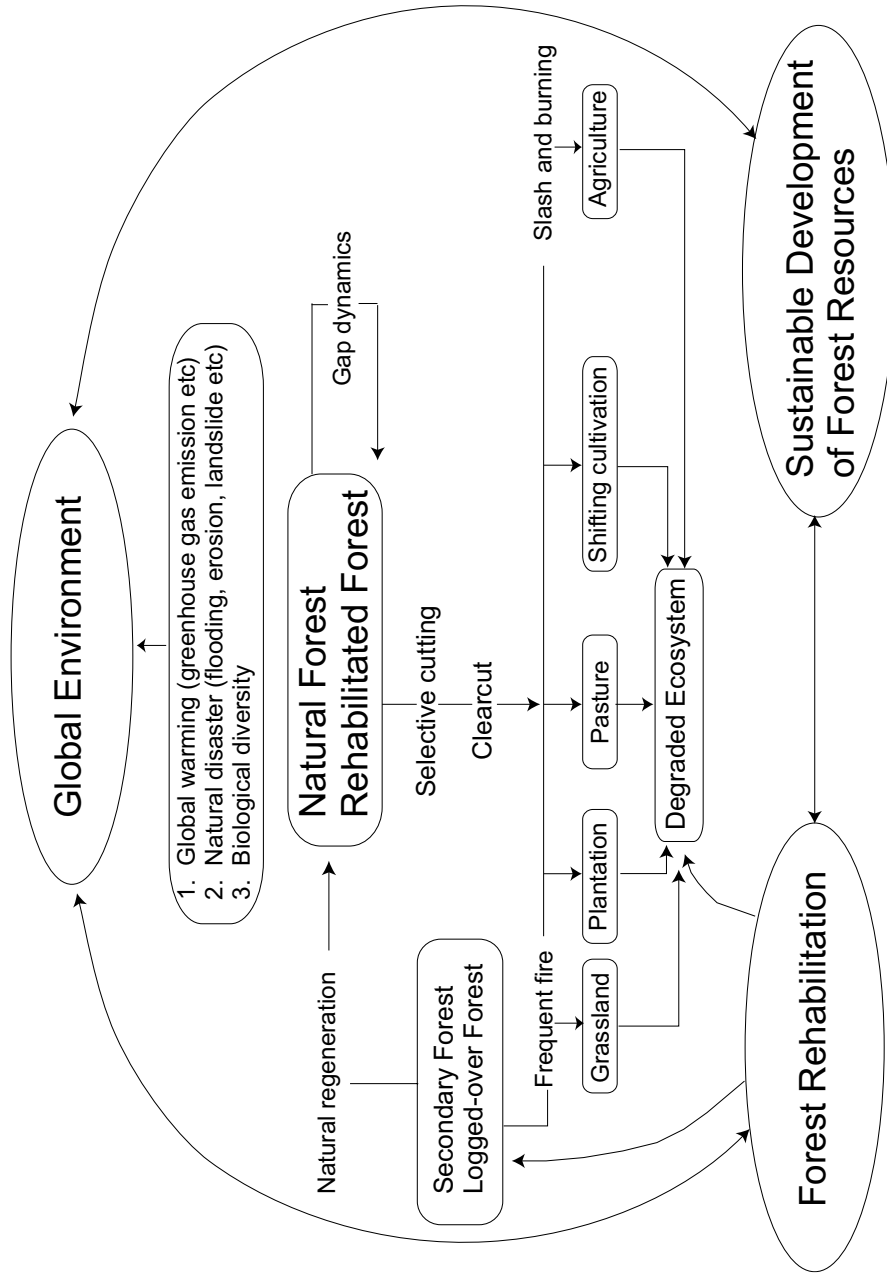 Global Environment
1. Global warming (greenhouse gas emission etc)
2. Natural disaster (flooding, erosion, landslide etc)
3. Biological diversity
Natural regeneration
Natural Forest
Rehabilitated Forest
Gap dynamics
Secondary Forest
Logged-over Forest
Selective cutting
Clearcut
Frequent fire
Slash and burning
Grassland
Plantation
Pasture
Shifting cultivation
Agriculture
Degraded Ecosystem
Forest Rehabilitation
Sustainable Development
of Forest Resources